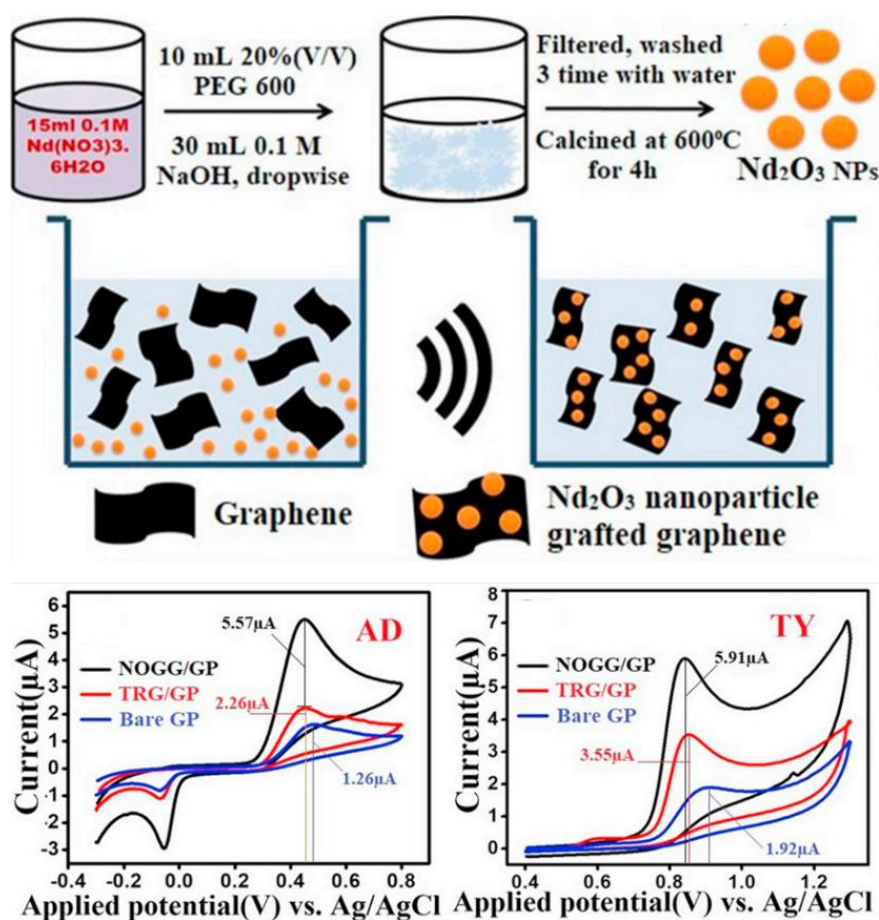 15ml 0.1M
Nd(NO3)3.
6H2O
10 mL 20%(V/V)
PEG 600
30 mL 0.1 M
NaOH, dropwise
Filtered, washed
3 time with water
Calcined at 600⁰C
for 4h
Nd₂O₃ NPs
Graphene
Nd₂O₃ nanoparticle
grafted graphene
Current(µA)
6
5
4
3
2
1
0
-1
-2
-3
5.57µA
AD
NOGG/GP
TRG/GP
Bare GP
2.26µA
1.26µA
-0.4 -0.2 0.0 0.2 0.4 0.6 0.8
Applied potential(V) vs. Ag/AgCl
Current(µA)
8
7
6
5
4
3
2
1
0
TY
NOGG/GP
TRG/GP
Bare GP
5.91µA
3.55µA
1.92µA
0.4 0.6 0.8 1.0 1.2
Applied potential(V) vs. Ag/AgCl